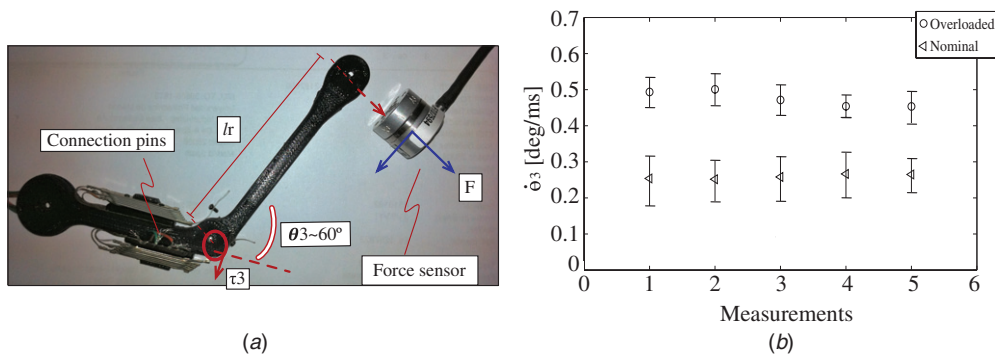 Connection pins
lr
F
θ3~60º
τ3
Force sensor
(a)
Overloaded
Nominal
θ̇3 [deg/ms]
0.7
0.6
0.5
0.4
0.3
0.2
0.1
0
0 1 2 3 4 5 6
Measurements
(b)